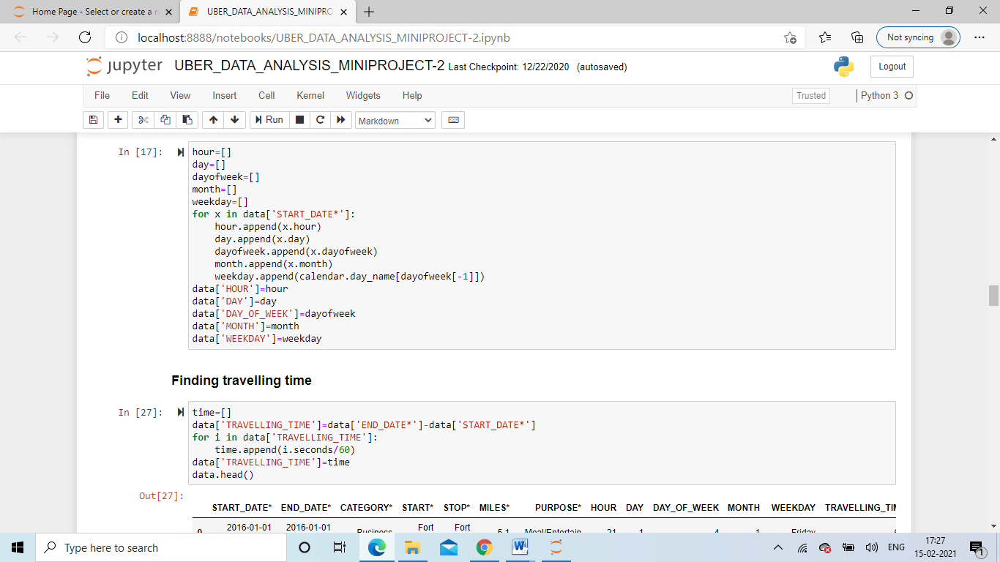 Home Page - Select or create a n
UBER_DATA_ANALYSIS_MINIPRO
localhost:8888/notebooks/UBER_DATA_ANALYSIS_MINIPROJECT-2.ipynb
Not syncing
jupyter UBER_DATA_ANALYSIS_MINIPROJECT-2 Last Checkpoint: 12/22/2020 (autosaved)
Logout
File Edit View Insert Cell Kernel Widgets Help
Trusted
Python 3
Run
Markdown
In [17]:
hour=[]
day=[]
dayofweek=[]
month=[]
weekday=[]
for x in data['START_DATE*']:
    hour.append(x.hour)
    day.append(x.day)
    dayofweek.append(x.dayofweek)
    month.append(x.month)
    weekday.append(calendar.day_name[dayofweek[-1]])
data['HOUR']=hour
data['DAY']=day
data['DAY_OF_WEEK']=dayofweek
data['MONTH']=month
data['WEEKDAY']=weekday
Finding travelling time
In [27]:
time=[]
data['TRAVELLING_TIME']=data['END_DATE*']-data['START_DATE*']
for i in data['TRAVELLING_TIME']:
    time.append(i.seconds/60)
data['TRAVELLING_TIME']=time
data.head()
Out[27]:
START_DATE* END_DATE* CATEGORY* START* STOP* MILES* PURPOSE* HOUR DAY DAY_OF_WEEK MONTH WEEKDAY TRAVELLING_TIM
2016-01-01 2016-01-01 Fort Fort
0 Business 5.1 Meal/Entertain 21 1 4 1 Friday
Type here to search
ENG
17:27
15-02-2021
1